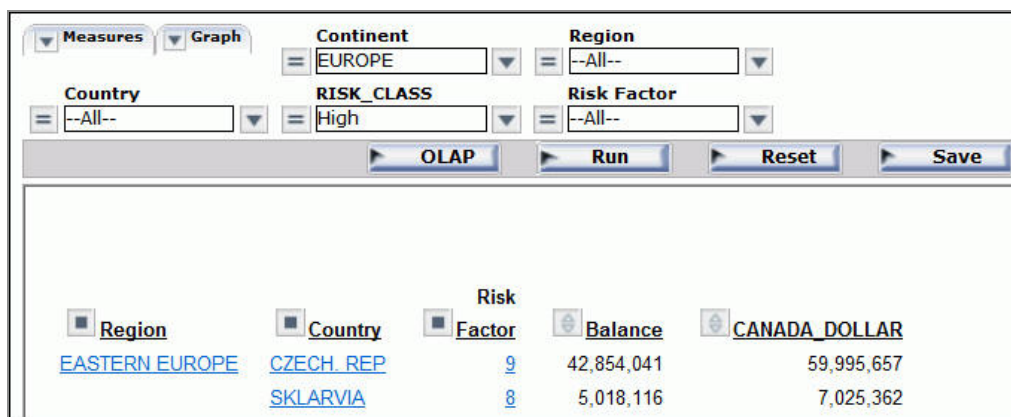 Measures Graph Continent Region
= EUROPE = --All--
Country RISK_CLASS Risk Factor
= --All-- = High = --All--
OLAP Run Reset Save
Risk
Region Country Factor Balance CANADA_DOLLAR
EASTERN EUROPE CZECH. REP 9 42,854,041 59,995,657
SKLARVIA 8 5,018,116 7,025,362